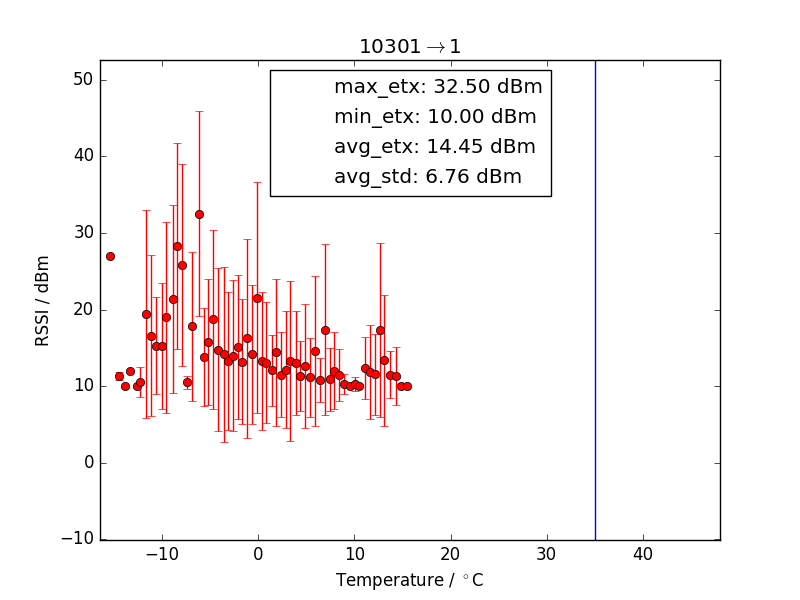 10301→1
max_etx: 32.50 dBm
min_etx: 10.00 dBm
avg_etx: 14.45 dBm
avg_std: 6.76 dBm
50
40
30
20
10
0
−10
RSSI / dBm
−10 0 10 20 30 40
Temperature / °C